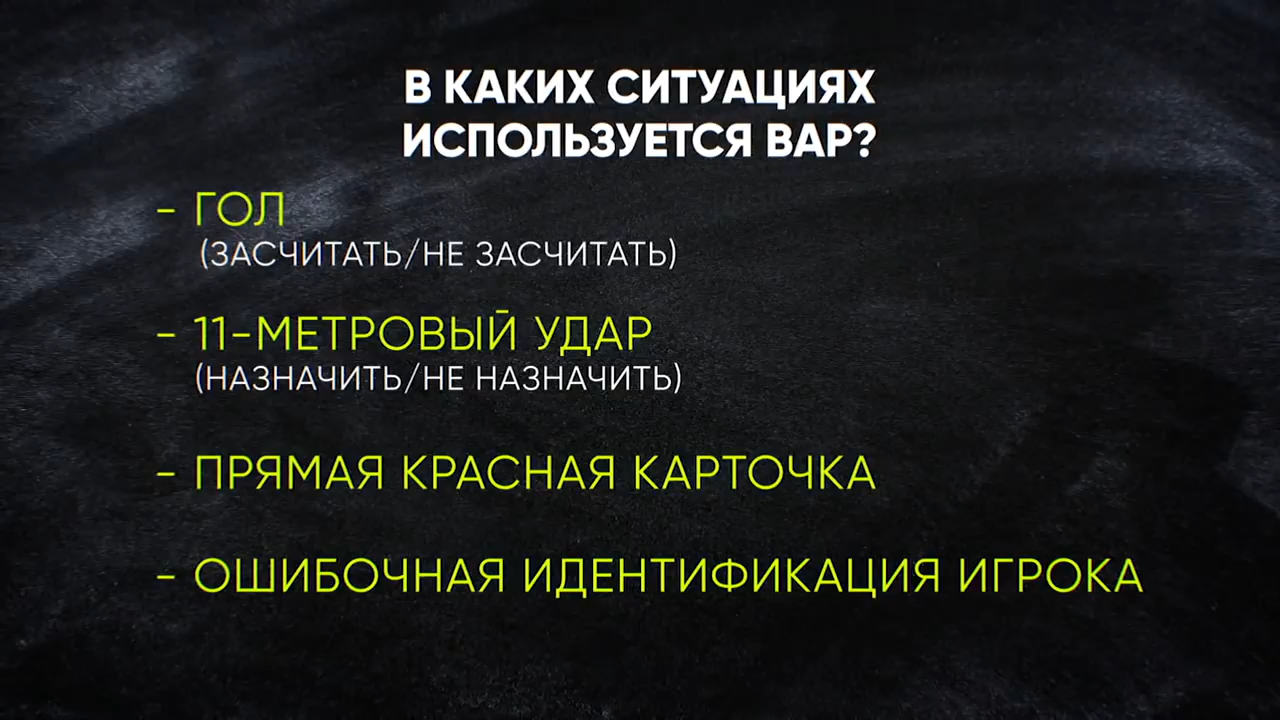 В КАКИХ СИТУАЦИЯХ
ИСПОЛЬЗУЕТСЯ ВАР?
- ГОЛ
(ЗАСЧИТАТЬ/НЕ ЗАСЧИТАТЬ)
- 11-МЕТРОВЫЙ УДАР
(НАЗНАЧИТЬ/НЕ НАЗНАЧИТЬ)
- ПРЯМАЯ КРАСНАЯ КАРТОЧКА
- ОШИБОЧНАЯ ИДЕНТИФИКАЦИЯ ИГРОКА